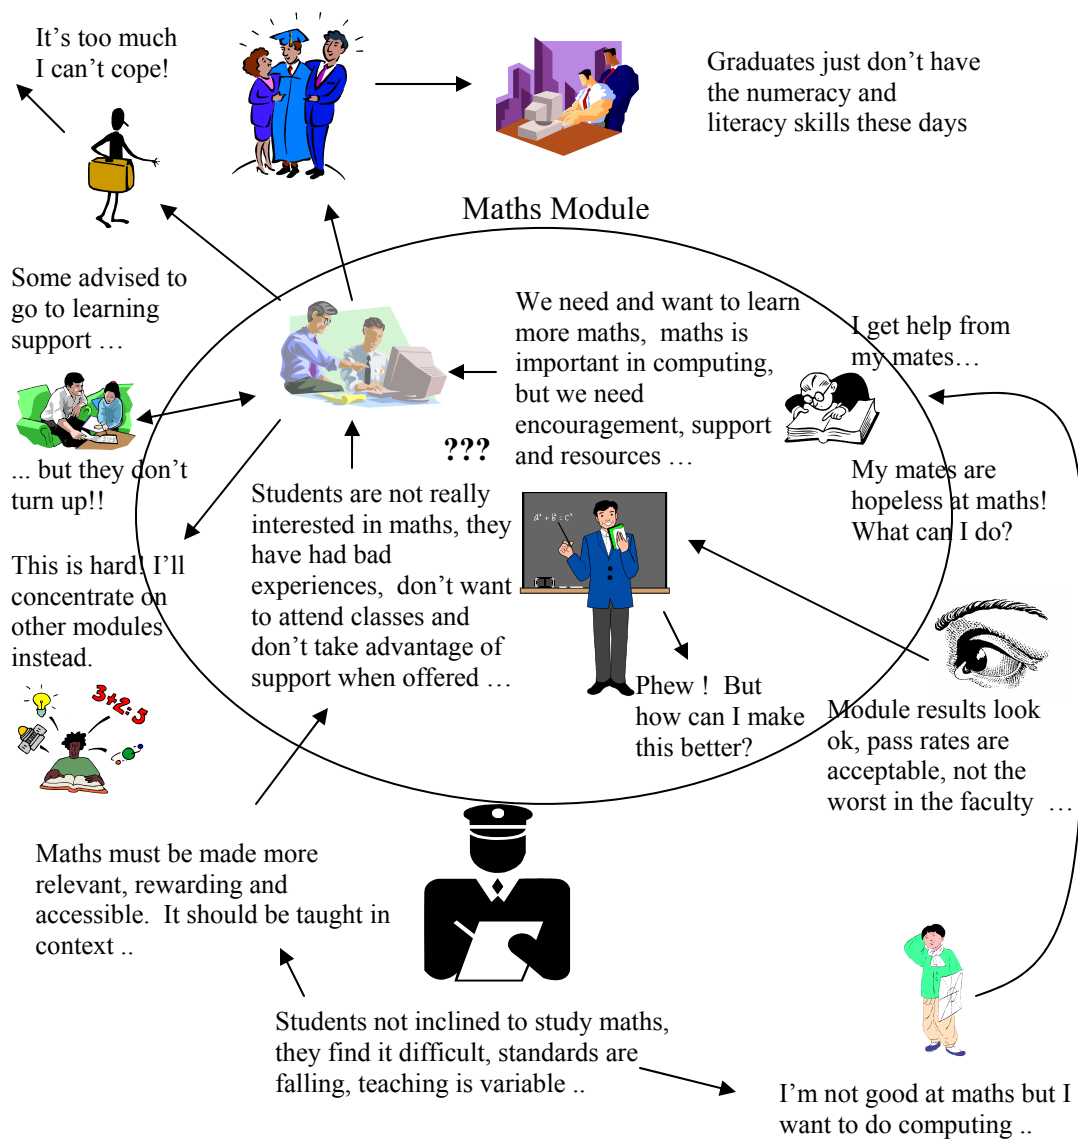 It’s too much
I can’t cope!
Graduates just don’t have
the numeracy and
literacy skills these days
Maths Module
Some advised to
go to learning
support …
... but they don’t
turn up!!
We need and want to learn
more maths,  maths is
important in computing,
but we need
encouragement, support
and resources …
I get help from
my mates…
My mates are
hopeless at maths!
What can I do?
???
Students are not really
interested in maths, they
have had bad
experiences,  don’t want
to attend classes and
don’t take advantage of
support when offered …
a² + B² = c²
This is hard! I’ll
concentrate on
other modules
instead.
3+2=5
Phew !  But
how can I make
this better?
Module results look
ok, pass rates are
acceptable, not the
worst in the faculty  …
Maths must be made more
relevant, rewarding and
accessible.  It should be taught in
context ..
Students not inclined to study maths,
they find it difficult, standards are
falling, teaching is variable ..
I’m not good at maths but I
want to do computing ..